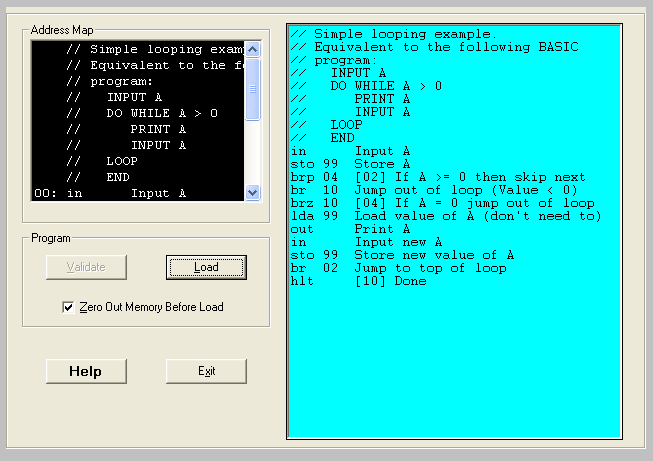 Address Map
// Simple looping exam
// Equivalent to the f
// program:
//   INPUT A
//   DO WHILE A > 0
//      PRINT A
//      INPUT A
//   LOOP
//   END
00: in      Input A
Program
Validate
Load
Zero Out Memory Before Load
Help
Exit
// Simple looping example.
// Equivalent to the following BASIC
// program:
//   INPUT A
//   DO WHILE A > 0
//      PRINT A
//      INPUT A
//   LOOP
//   END
in      Input A
sto 99  Store A
brp 04  [02] If A >= 0 then skip next
br  10  Jump out of loop (Value < 0)
brz 10  [04] If A = 0 jump out of loop
lda 99  Load value of A (don't need to)
out     Print A
in      Input new A
sto 99  Store new value of A
br  02  Jump to top of loop
hlt     [10] Done